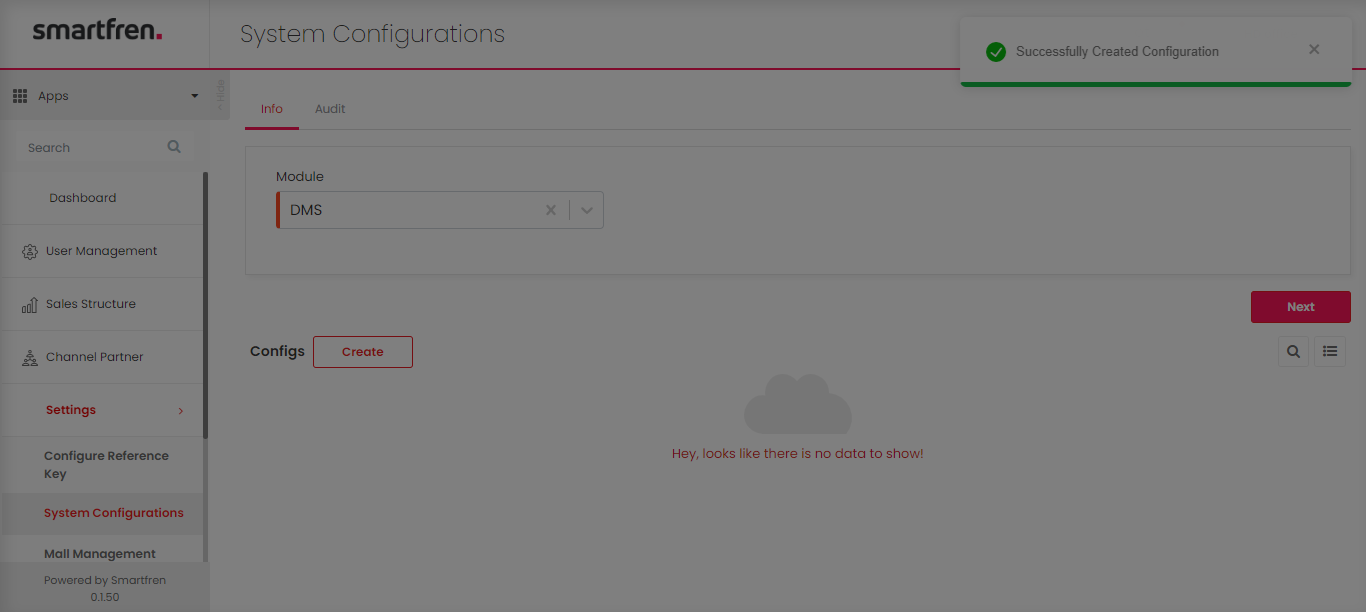 smartfren.
System Configurations
Successfully Created Configuration
Apps
< Hide
Info
Audit
Search
Module
DMS
Dashboard
User Management
Sales Structure
Next
Channel Partner
Configs
Create
Settings
Configure Reference
Key
Hey, looks like there is no data to show!
System Configurations
Mall Management
Powered by Smartfren
0.1.50